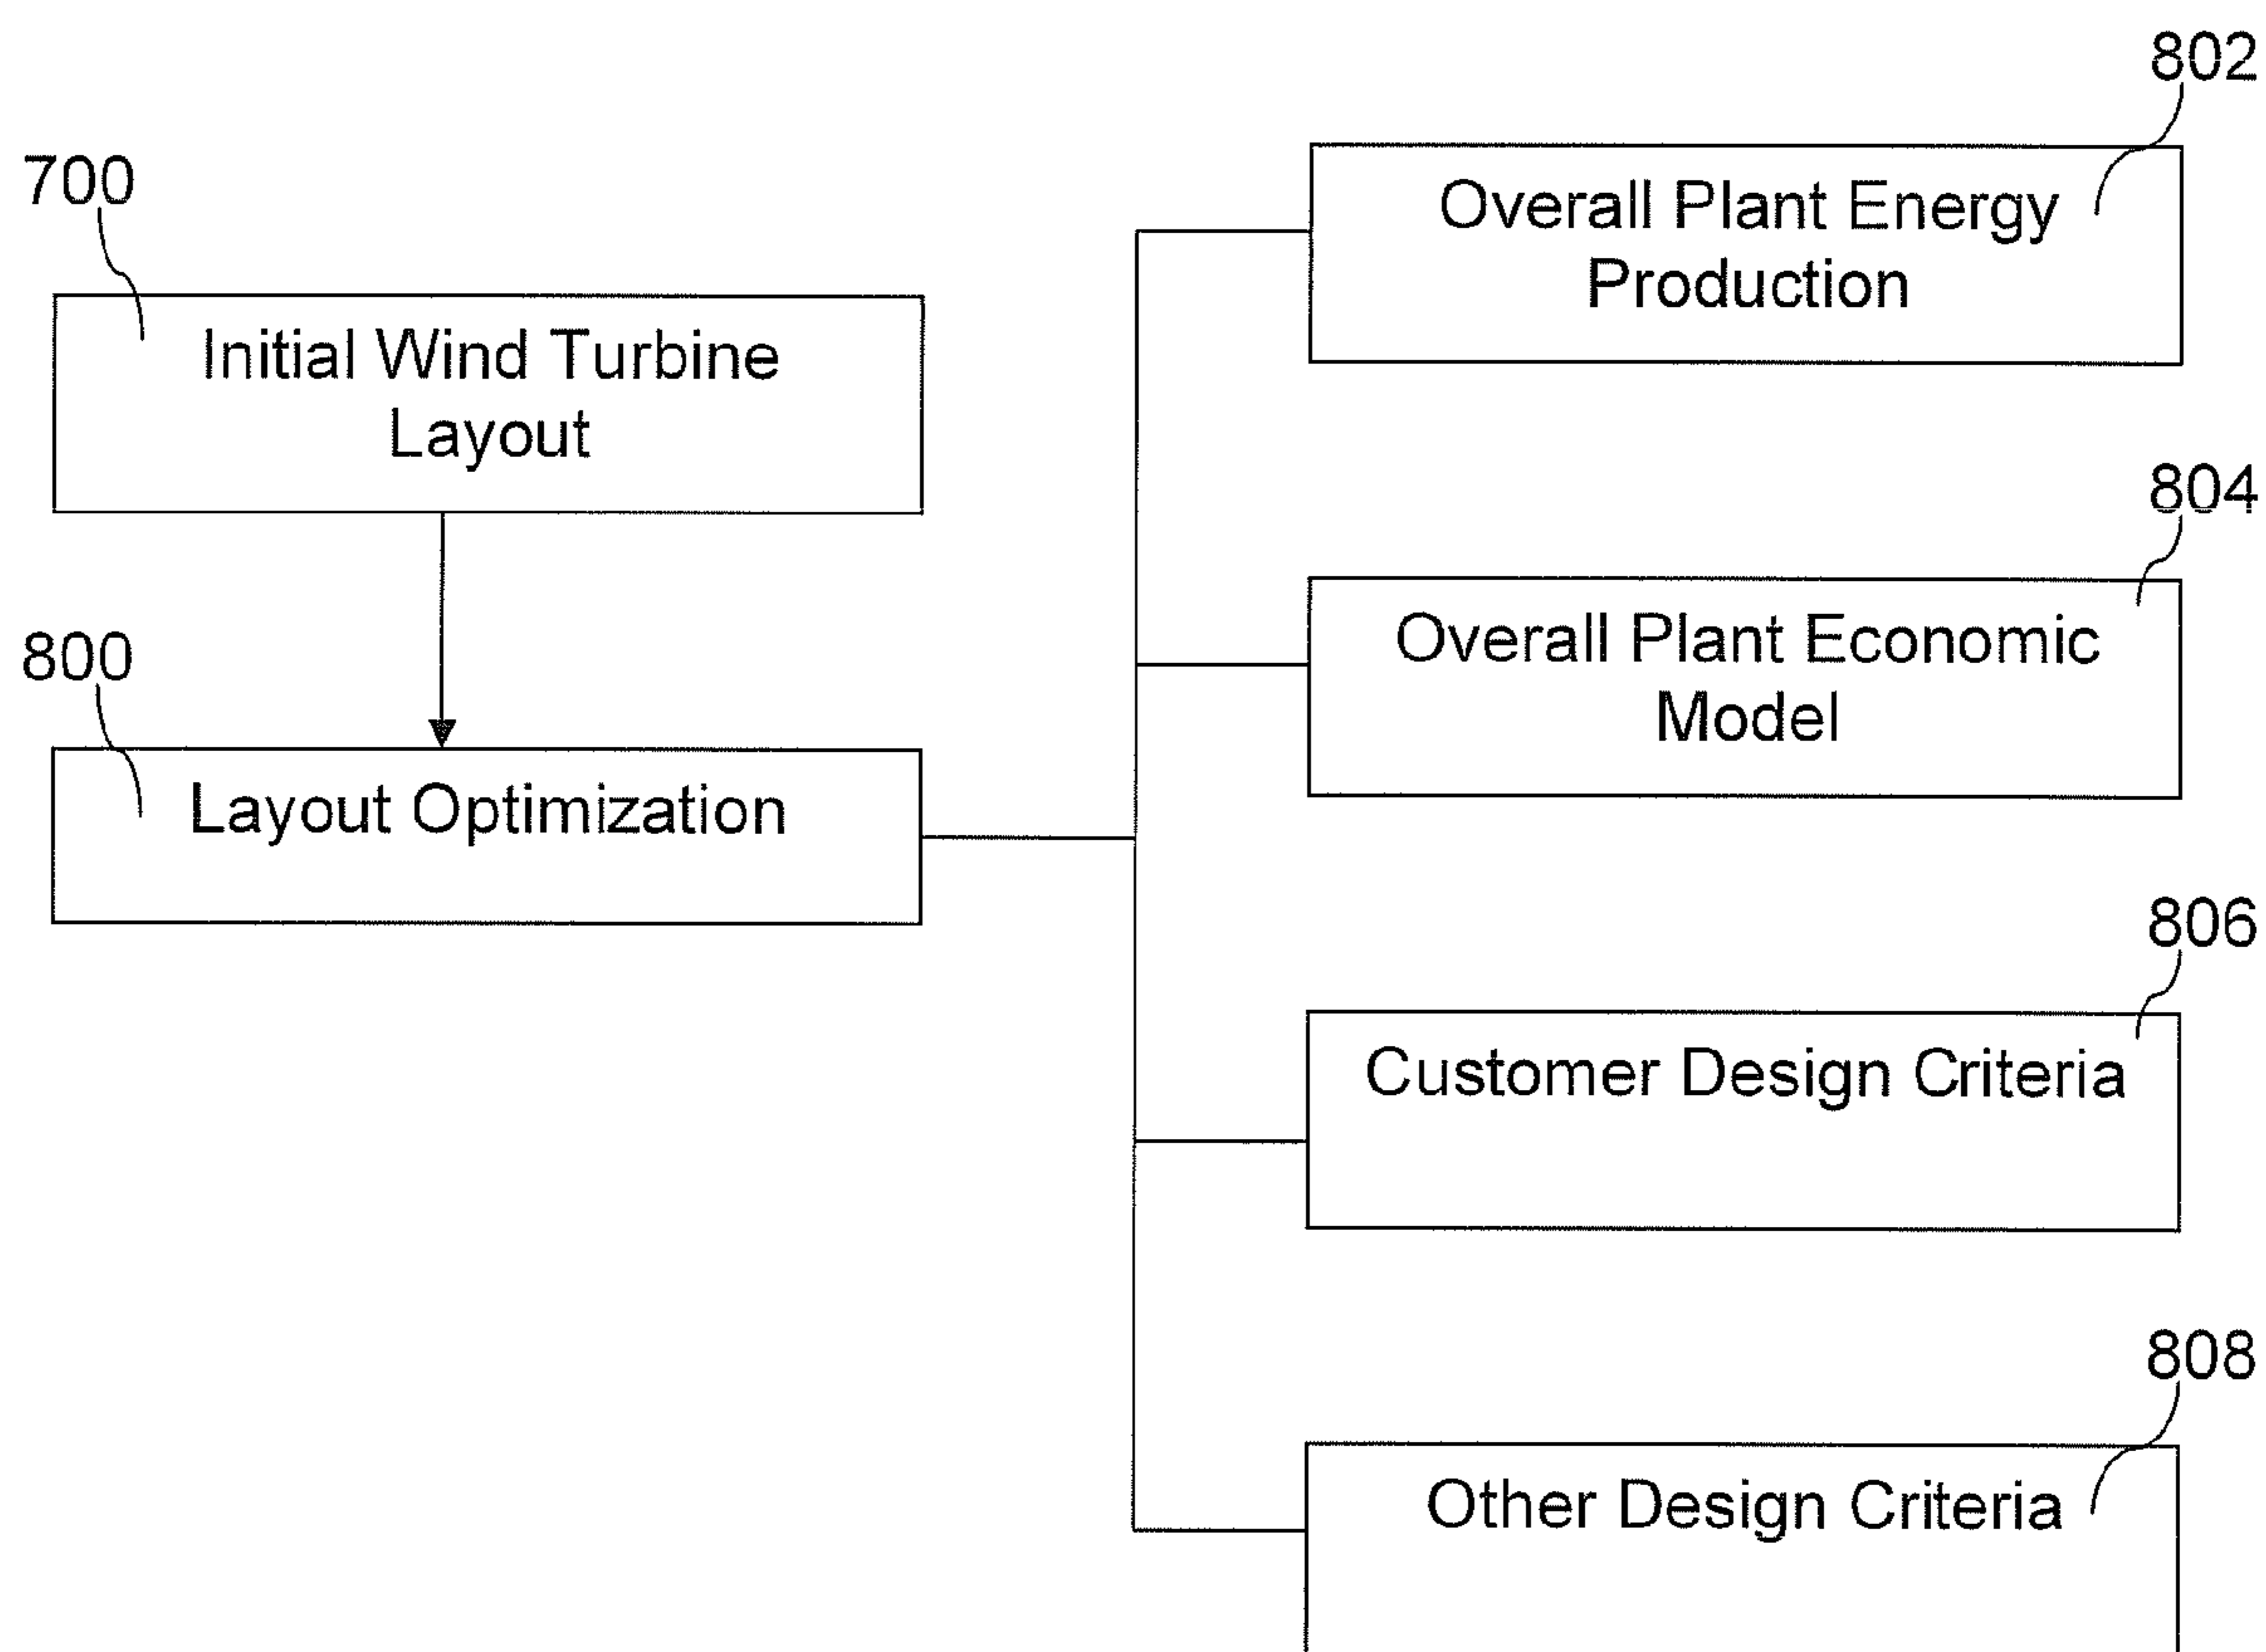 700
Initial Wind Turbine
Layout
800
Layout Optimization
802
Overall Plant Energy
Production
804
Overall Plant Economic
Model
806
Customer Design Criteria
808
Other Design Criteria